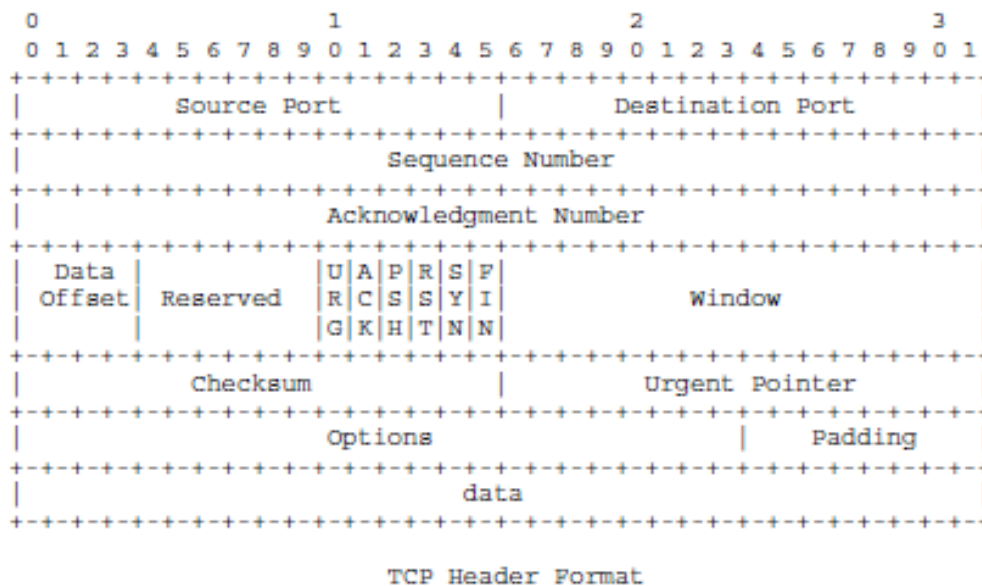 0 1 2 3
0 1 2 3 4 5 6 7 8 9 0 1 2 3 4 5 6 7 8 9 0 1 2 3 4 5 6 7 8 9 0 1
+-+-+-+-+-+-+-+-+-+-+-+-+-+-+-+-+-+-+-+-+-+-+-+-+-+-+-+-+-+-+-+-
| Source Port | Destination Port
+-+-+-+-+-+-+-+-+-+-+-+-+-+-+-+-+-+-+-+-+-+-+-+-+-+-+-+-+-+-+-+-
| Sequence Number
+-+-+-+-+-+-+-+-+-+-+-+-+-+-+-+-+-+-+-+-+-+-+-+-+-+-+-+-+-+-+-+-
| Acknowledgment Number
+-+-+-+-+-+-+-+-+-+-+-+-+-+-+-+-+-+-+-+-+-+-+-+-+-+-+-+-+-+-+-+-
| Data | |U|A|P|R|S|F|
| Offset| Reserved |R|C|S|S|Y|I| Window
| | |G|K|H|T|N|N|
+-+-+-+-+-+-+-+-+-+-+-+-+-+-+-+-+-+-+-+-+-+-+-+-+-+-+-+-+-+-+-+-
| Checksum | Urgent Pointer
+-+-+-+-+-+-+-+-+-+-+-+-+-+-+-+-+-+-+-+-+-+-+-+-+-+-+-+-+-+-+-+-
| Options | Padding
+-+-+-+-+-+-+-+-+-+-+-+-+-+-+-+-+-+-+-+-+-+-+-+-+-+-+-+-+-+-+-+-
| data
+-+-+-+-+-+-+-+-+-+-+-+-+-+-+-+-+-+-+-+-+-+-+-+-+-+-+-+-+-+-+-+-
TCP Header Format